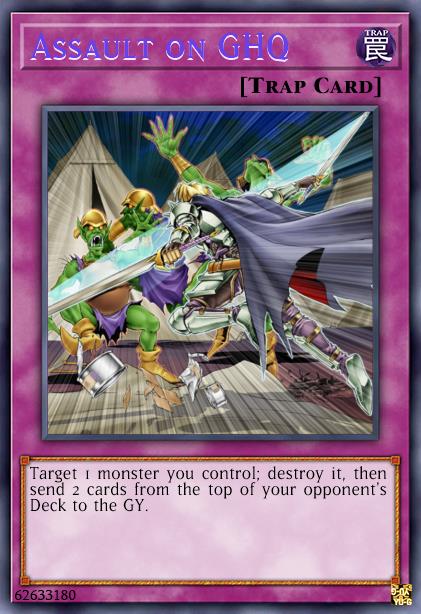 ASSAULT ON GHQ
TRAP
罠
[TRAP CARD]
Target 1 monster you control; destroy it, then
send 2 cards from the top of your opponent's
Deck to the GY.
62633180